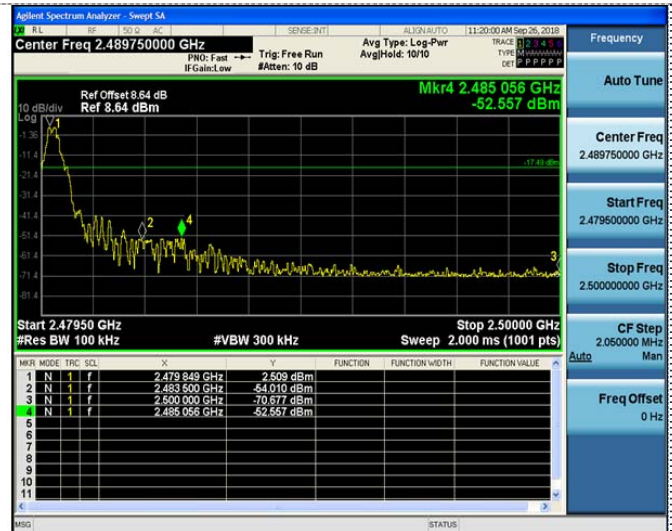 Agilent Spectrum Analyzer - Swept SA
RL RF 50 Ω AC SENSE:INT ALIGNAUTO 11:20:00 AM Sep 26, 2018
Center Freq 2.489750000 GHz
PNO: Fast
IFGain:Low
Trig: Free Run
#Atten: 10 dB
Avg Type: Log-Pwr
Avg|Hold: 10/10
TRACE 1 2 3 4 5 6
TYPE M
DET P P P P P P
Mkr4 2.485 056 GHz
-52.557 dBm
Ref Offset 8.64 dB
10 dB/div Ref 8.64 dBm
Log
1
-1.36
-11.4
-17.49 dBm
-21.4
-31.4
-41.4
2 4
-51.4
-61.4
3
-71.4
-81.4
Start 2.47950 GHz Stop 2.50000 GHz
#Res BW 100 kHz #VBW 300 kHz Sweep 2.000 ms (1001 pts)
MKR MODE TRC SCL X Y FUNCTION FUNCTION WIDTH FUNCTION VALUE
1 N 1 f 2.479 849 GHz 2.509 dBm
2 N 1 f 2.483 500 GHz -54.010 dBm
3 N 1 f 2.500 000 GHz -70.677 dBm
4 N 1 f 2.485 056 GHz -52.557 dBm
5
6
7
8
9
10
11
MSG STATUS
Frequency
Auto Tune
Center Freq
2.489750000 GHz
Start Freq
2.479500000 GHz
Stop Freq
2.500000000 GHz
CF Step
2.050000 MHz
Auto Man
Freq Offset
0 Hz